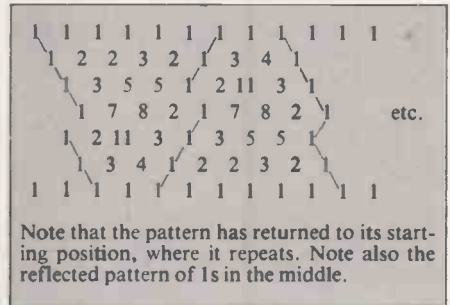 1 1 1 1 1 1 1 1 1 1 1
1 2 2 3 2 1 3 4 1
1 3 5 5 1 2 11 3 1
1 7 8 2 1 7 8 2 1 etc.
1 2 11 3 1 3 5 5 1
1 3 4 1 2 2 3 2 1
1 1 1 1 1 1 1 1 1 1 1
Note that the pattern has returned to its start-
ing position, where it repeats. Note also the
reflected pattern of 1s in the middle.